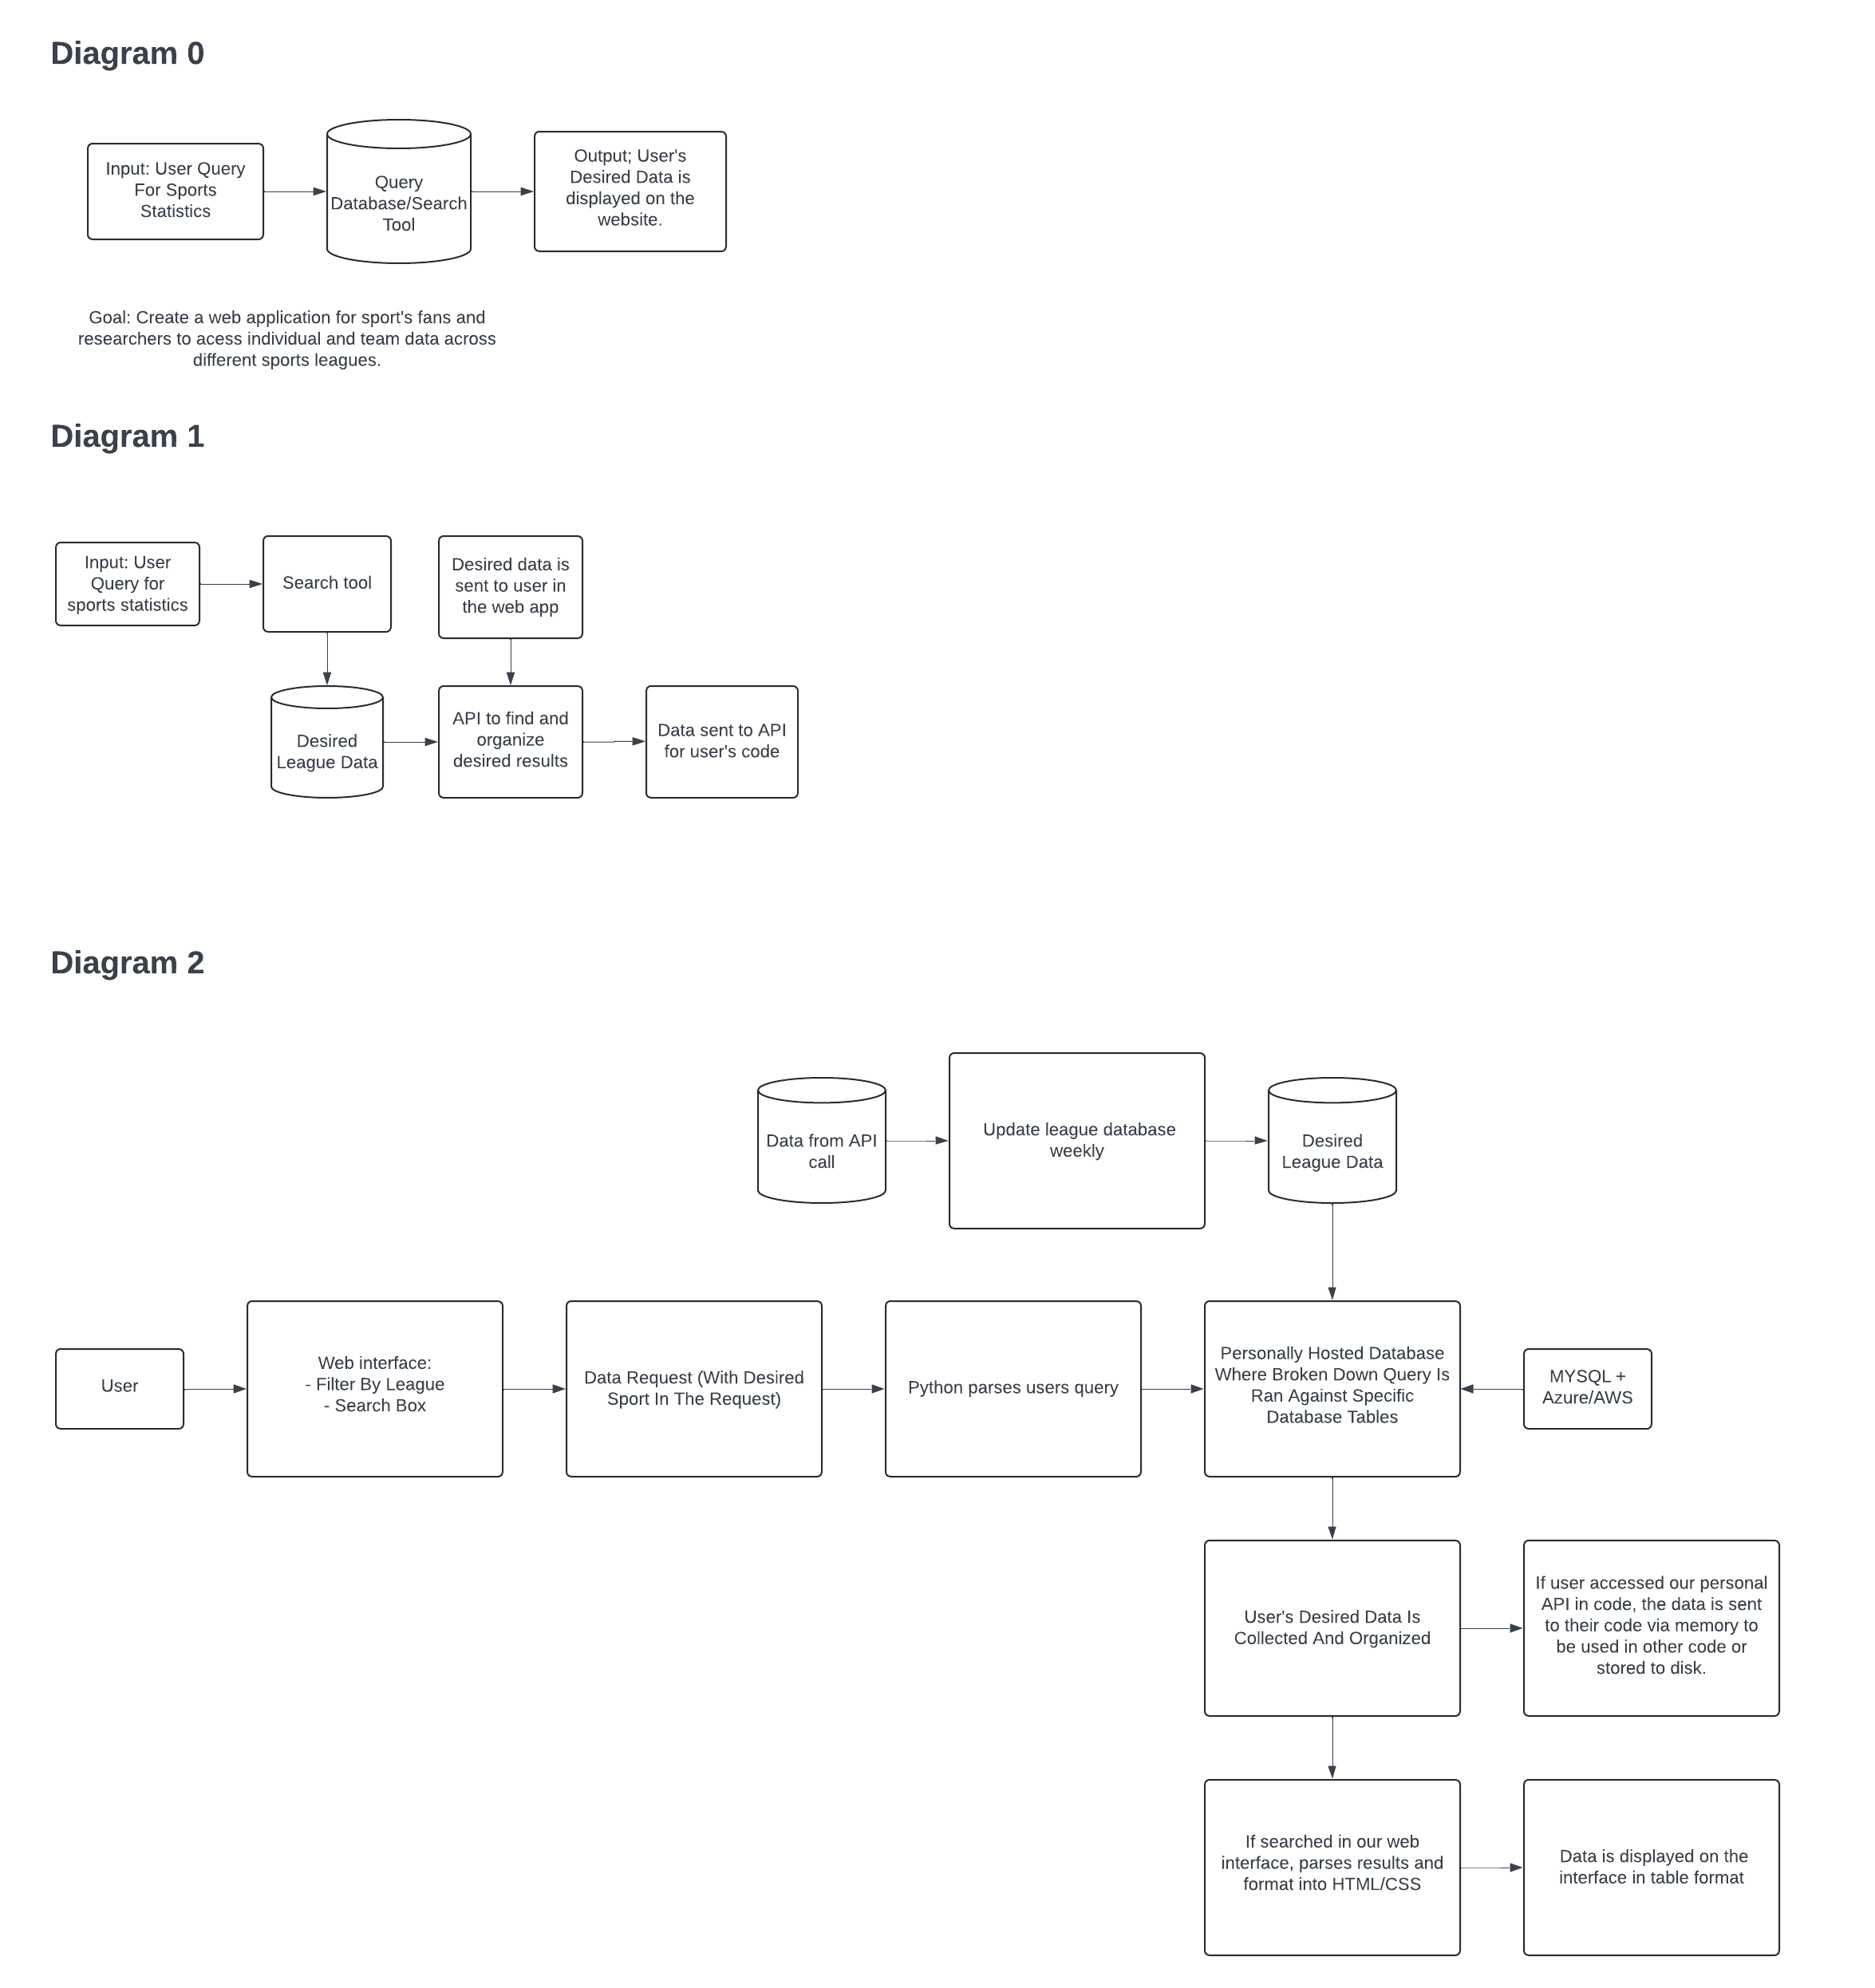 Diagram 0
Input: User Query
For Sports
Statistics
Query
Database/Search
Tool
Output; User's
Desired Data is
displayed on the
website.
Goal: Create a web application for sport's fans and
researchers to acess individual and team data across
different sports leagues.
Diagram 1
Input: User
Query for
sports statistics
Search tool
Desired data is
sent to user in
the web app
Desired
League Data
API to find and
organize
desired results
Data sent to API
for user's code
Diagram 2
Data from API
call
Update league database
weekly
Desired
League Data
User
Web interface:
- Filter By League
- Search Box
Data Request (With Desired
Sport In The Request)
Python parses users query
Personally Hosted Database
Where Broken Down Query Is
Ran Against Specific
Database Tables
MYSQL +
Azure/AWS
User's Desired Data Is
Collected And Organized
If user accessed our personal
API in code, the data is sent
to their code via memory to
be used in other code or
stored to disk.
If searched in our web
interface, parses results and
format into HTML/CSS
Data is displayed on the
interface in table format